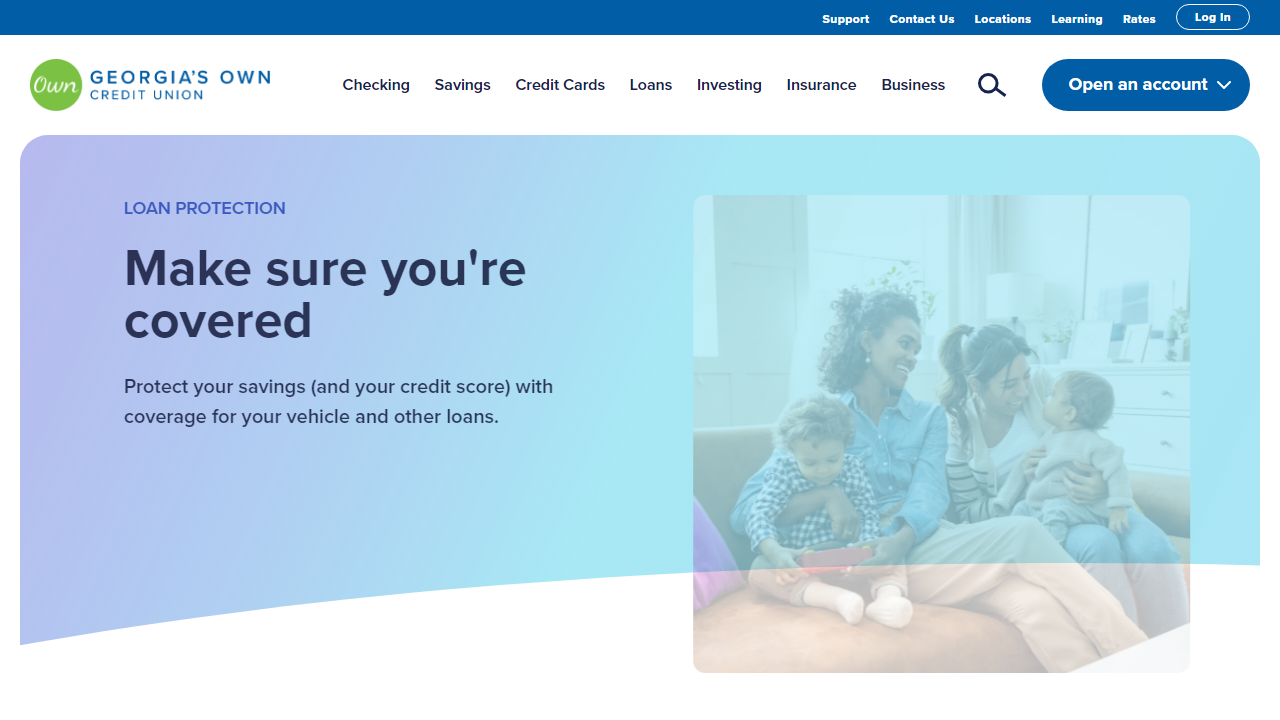 Support Contact Us Locations Learning Rates Log In
Own GEORGIA'S OWN
CREDIT UNION
Checking Savings Credit Cards Loans Investing Insurance Business Open an account
LOAN PROTECTION
Make sure you're
covered
Protect your savings (and your credit score) with
coverage for your vehicle and other loans.